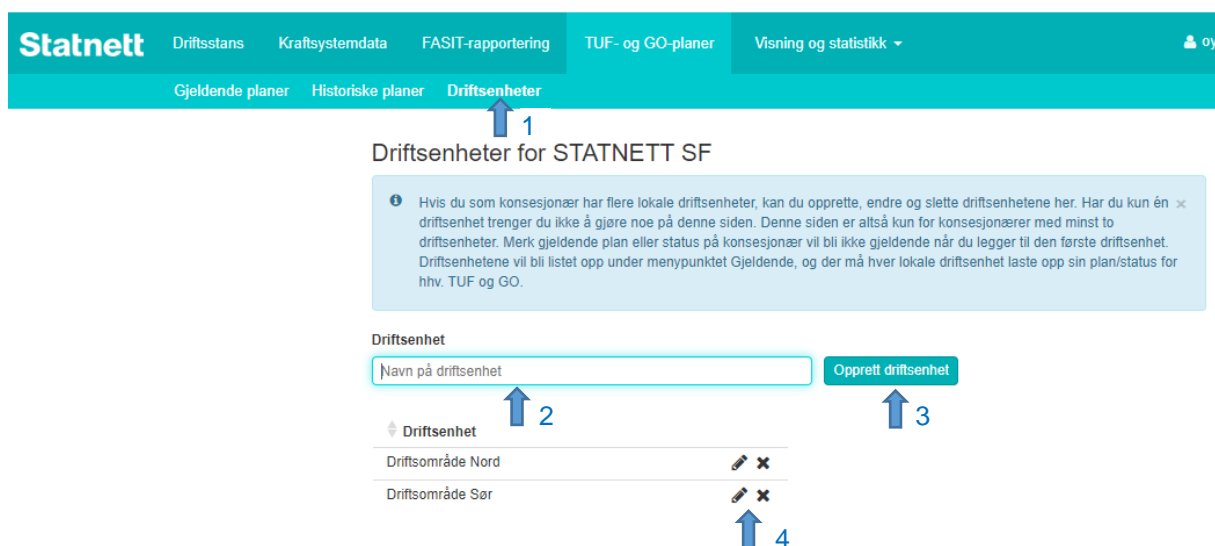 Statnett Driftsstans Kraftsystemdata FASIT-rapportering TUF- og GO-planer Visning og statistikk oy
Gjeldende planer Historiske planer Driftsenheter
1
Driftsenheter for STATNETT SF
Hvis du som konsesjonær har flere lokale driftsenheter, kan du opprette, endre og slette driftsenhetene her. Har du kun én ×
driftsenhet trenger du ikke å gjøre noe på denne siden. Denne siden er altså kun for konsesjonærer med minst to
driftsenheter. Merk gjeldende plan eller status på konsesjonær vil bli ikke gjeldende når du legger til den første driftsenhet.
Driftsenhetene vil bli listet opp under menypunktet Gjeldende, og der må hver lokale driftsenhet laste opp sin plan/status for
hhv. TUF og GO.
Driftsenhet
Navn på driftsenhet Opprett driftsenhet
2 3
Driftsenhet
Driftsområde Nord
Driftsområde Sør
4